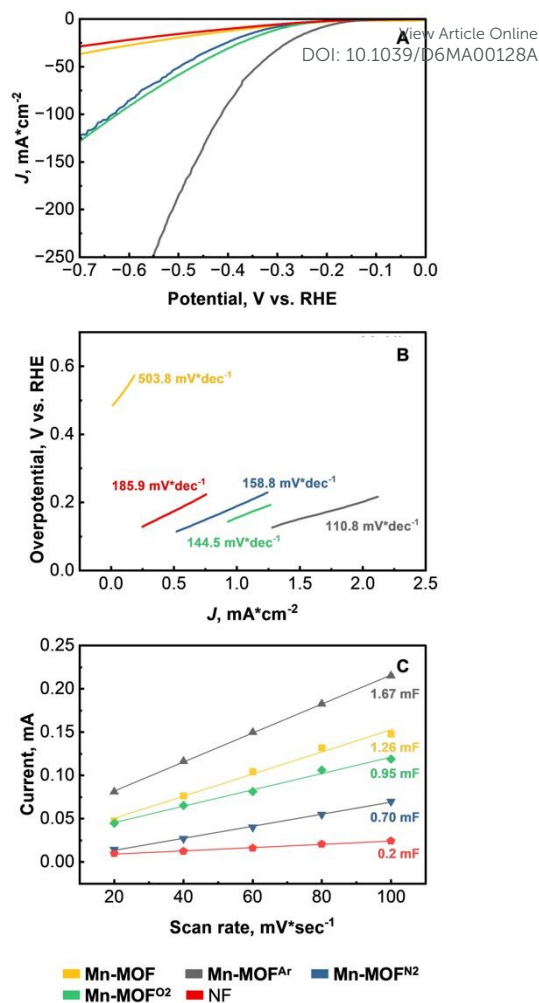 View Article Online
DOI: 10.1039/D6MA00128A
A
0
−50
−100
−150
−200
−250
J, mA*cm⁻²
−0.7 −0.6 −0.5 −0.4 −0.3 −0.2 −0.1 0.0
Potential, V vs. RHE
B
0.6
0.4
0.2
0.0
Overpotential, V vs. RHE
503.8 mV*dec⁻¹
185.9 mV*dec⁻¹
158.8 mV*dec⁻¹
144.5 mV*dec⁻¹
110.8 mV*dec⁻¹
0.0 0.5 1.0 1.5 2.0 2.5
J, mA*cm⁻²
C
0.25
0.20
0.15
0.10
0.05
0.00
Current, mA
1.67 mF
1.26 mF
0.95 mF
0.70 mF
0.2 mF
20 40 60 80 100
Scan rate, mV*sec⁻¹
Mn-MOF Mn-MOFᴬʳ Mn-MOFᴺ²
Mn-MOFᴼ² NF